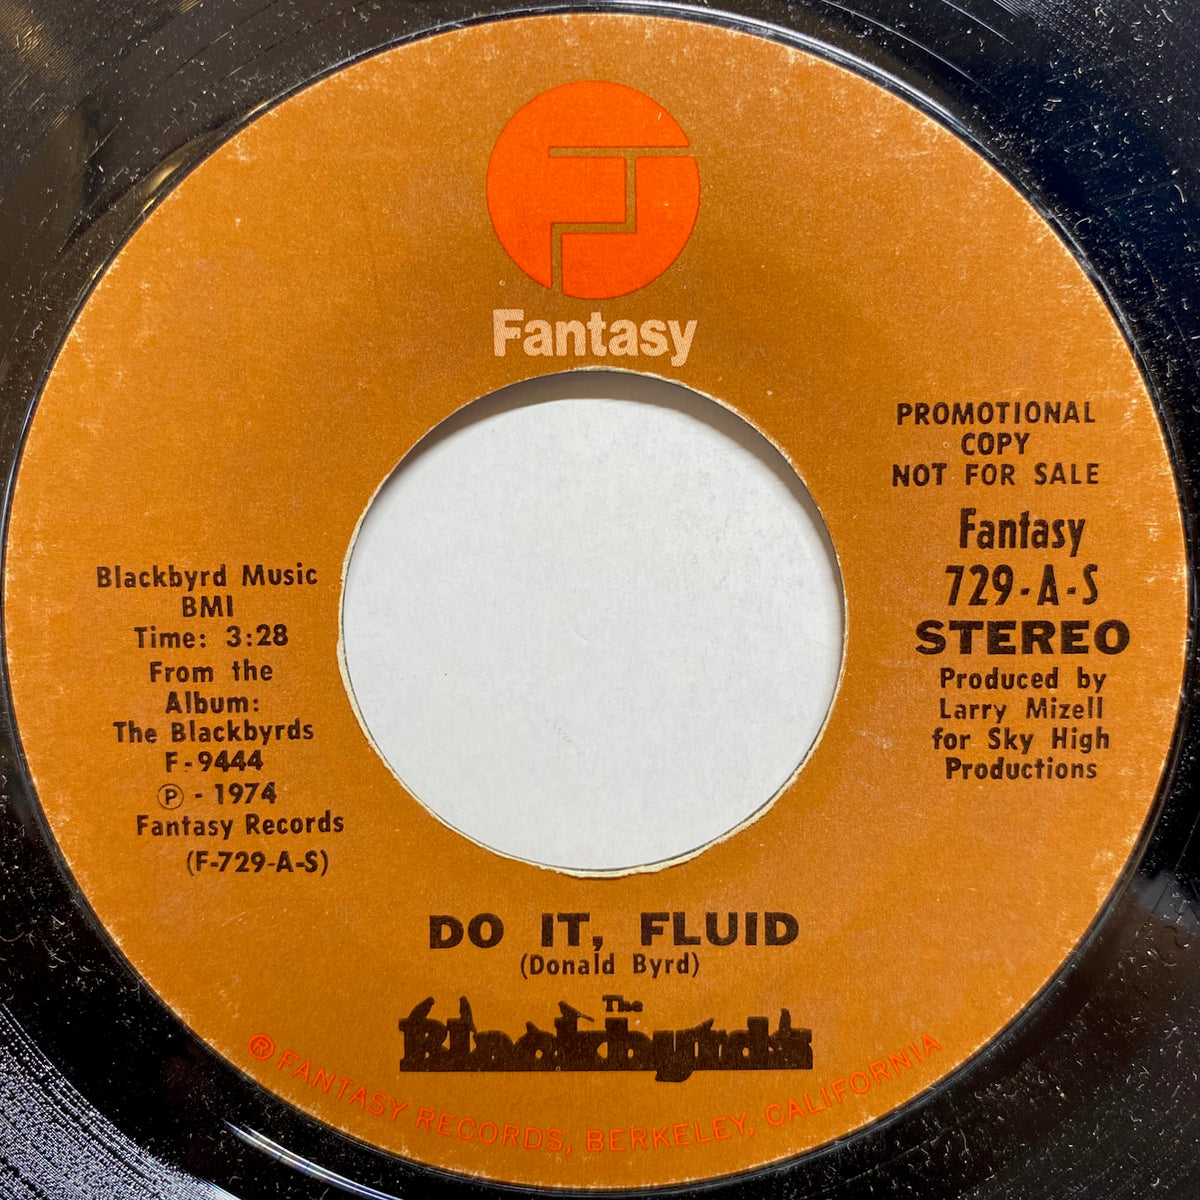 Fantasy
PROMOTIONAL
COPY
NOT FOR SALE
Fantasy
729-A-S
STEREO
Produced by
Larry Mizell
for Sky High
Productions
Blackbyrd Music
BMI
Time: 3:28
From the
Album:
The Blackbyrds
F-9444
Ⓟ - 1974
Fantasy Records
(F-729-A-S)
DO IT, FLUID
(Donald Byrd)
The
Blackbyrds
® FANTASY RECORDS, BERKELEY, CALIFORNIA